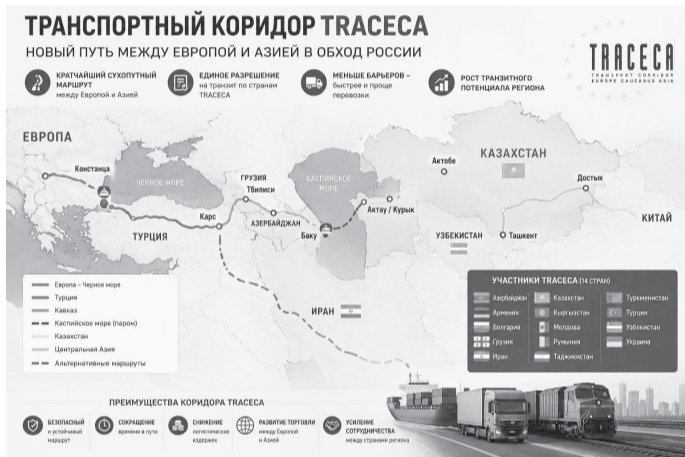 ТРАНСПОРТНЫЙ КОРИДОР TRACECA
НОВЫЙ ПУТЬ МЕЖДУ ЕВРОПОЙ И АЗИЕЙ В ОБХОД РОССИИ
TRACECA
TRANSPORT CORRIDOR
EUROPE CAUCASUS ASIA
КРАТЧАЙШИЙ СУХОПУТНЫЙ
МАРШРУТ
между Европой и Азией
ЕДИНОЕ РАЗРЕШЕНИЕ
на транзит по странам
TRACECA
МЕНЬШЕ БАРЬЕРОВ –
быстрее и проще
перевозки
РОСТ ТРАНЗИТНОГО
ПОТЕНЦИАЛА РЕГИОНА
ЕВРОПА
Констанца
ЧЕРНОЕ МОРЕ
ГРУЗИЯ
Тбилиси
КАСПИЙСКОЕ
МОРЕ
Актобе
КАЗАХСТАН
Достык
КИТАЙ
Карс
ТУРЦИЯ
АЗЕРБАЙДЖАН
Баку
Актау / Курык
УЗБЕКИСТАН
Ташкент
ИРАН
Европа – Черное море
Турция
Кавказ
Каспийское море (паром)
Казахстан
Центральная Азия
Альтернативные маршруты
УЧАСТНИКИ TRACECA (14 СТРАН)
Азербайджан
Армения
Болгария
Грузия
Иран
Казахстан
Кыргызстан
Молдова
Румыния
Таджикистан
Туркменистан
Турция
Узбекистан
Украина
ПРЕИМУЩЕСТВА КОРИДОРА TRACECA
БЕЗОПАСНЫЙ
и устойчивый
маршрут
СОКРАЩЕНИЕ
времени в пути
СНИЖЕНИЕ
логистических
издержек
РАЗВИТИЕ ТОРГОВЛИ
между Европой
и Азией
УСИЛЕНИЕ
СОТРУДНИЧЕСТВА
между странами региона